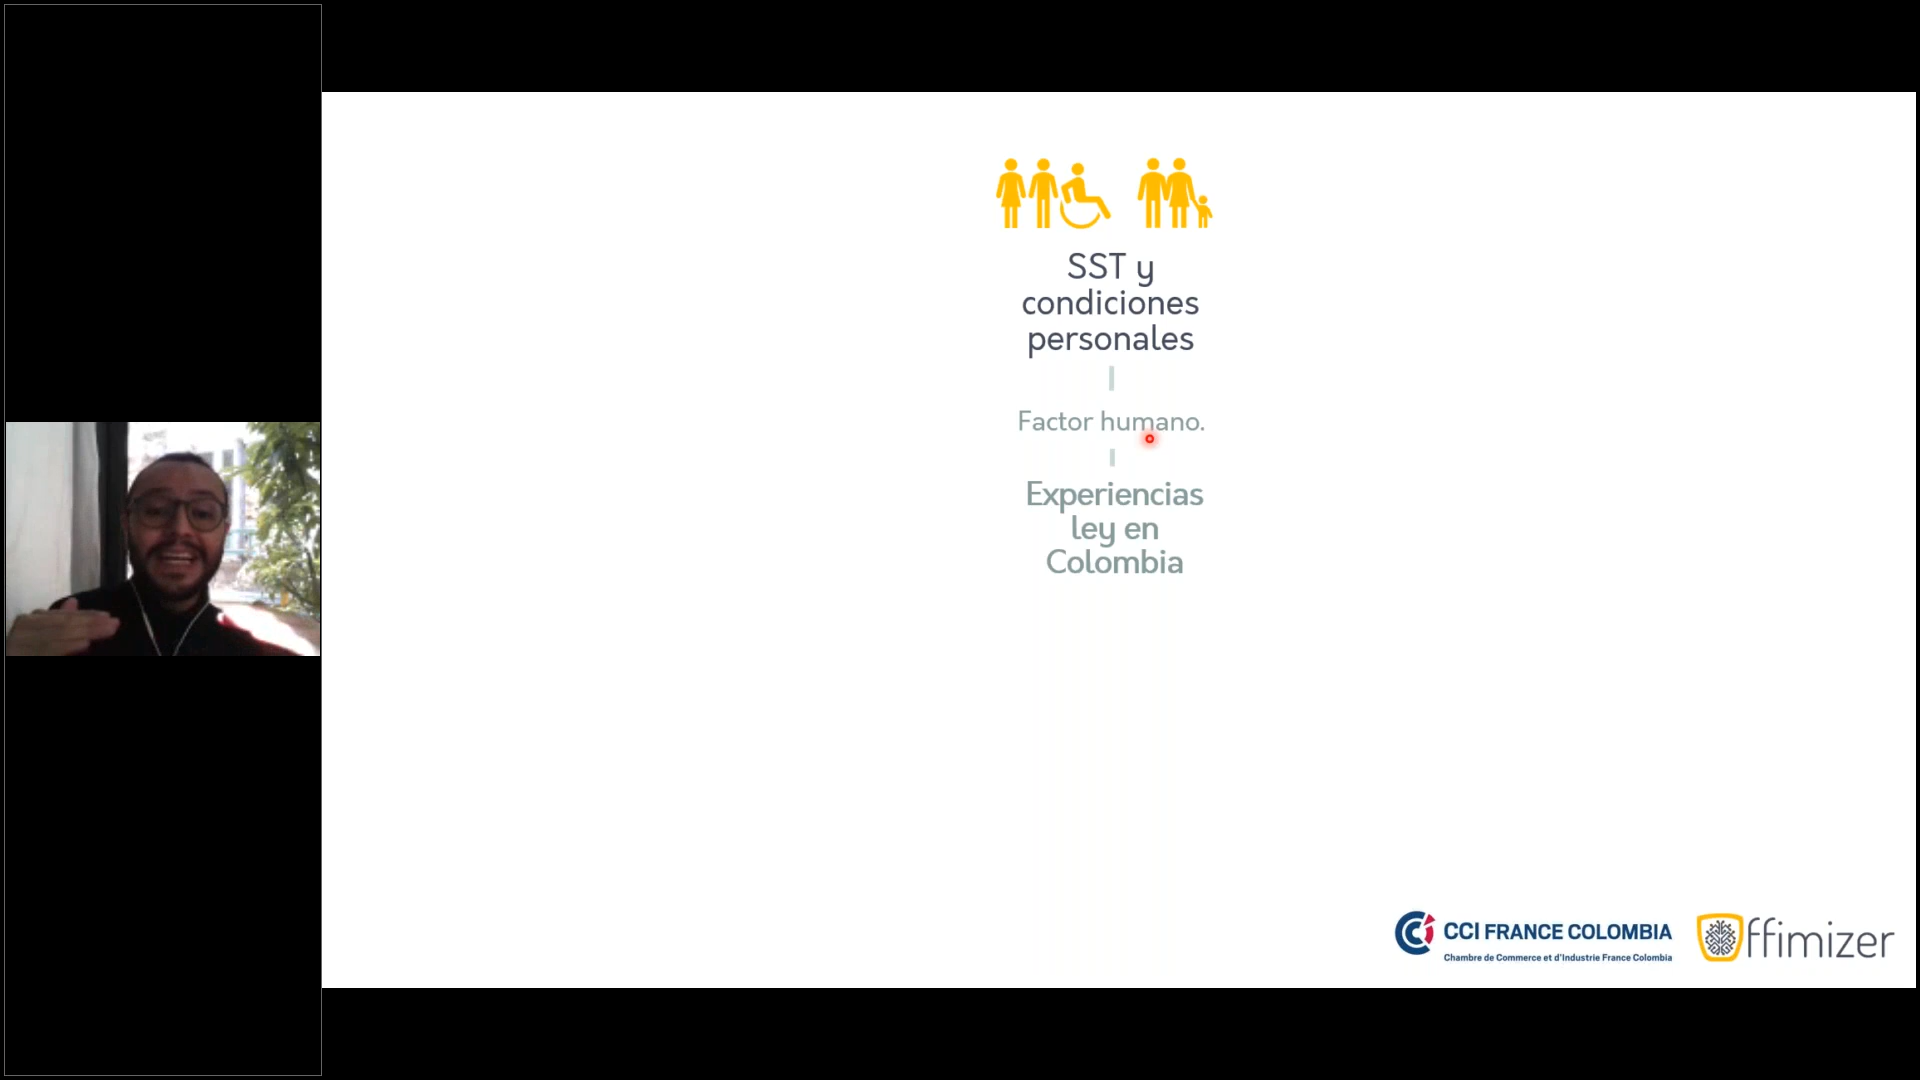 SST y
condiciones
personales
Factor humano.
Experiencias
ley en
Colombia
CCI FRANCE COLOMBIA
Chambre de Commerce et d'Industrie France Colombia
ffimizer